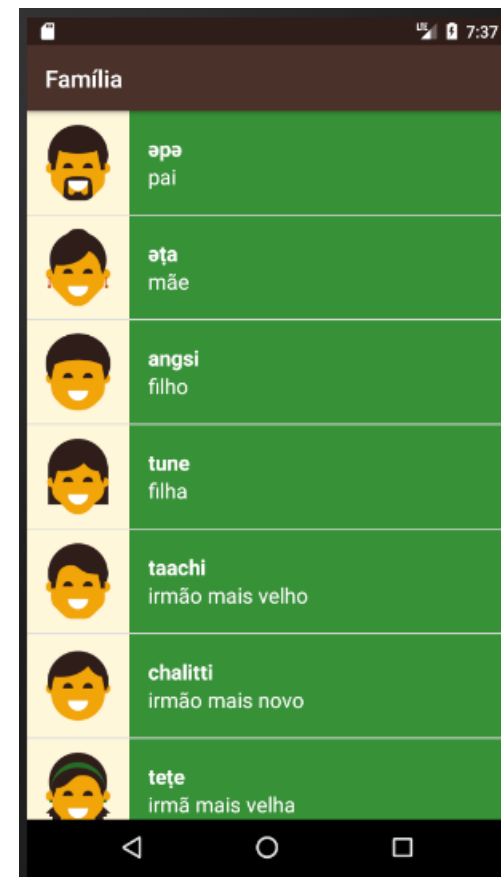 LTE 7:37
Família
əpə
pai
əṭa
mãe
angsi
filho
tune
filha
taachi
irmão mais velho
chalitti
irmão mais novo
teṭe
irmã mais velha